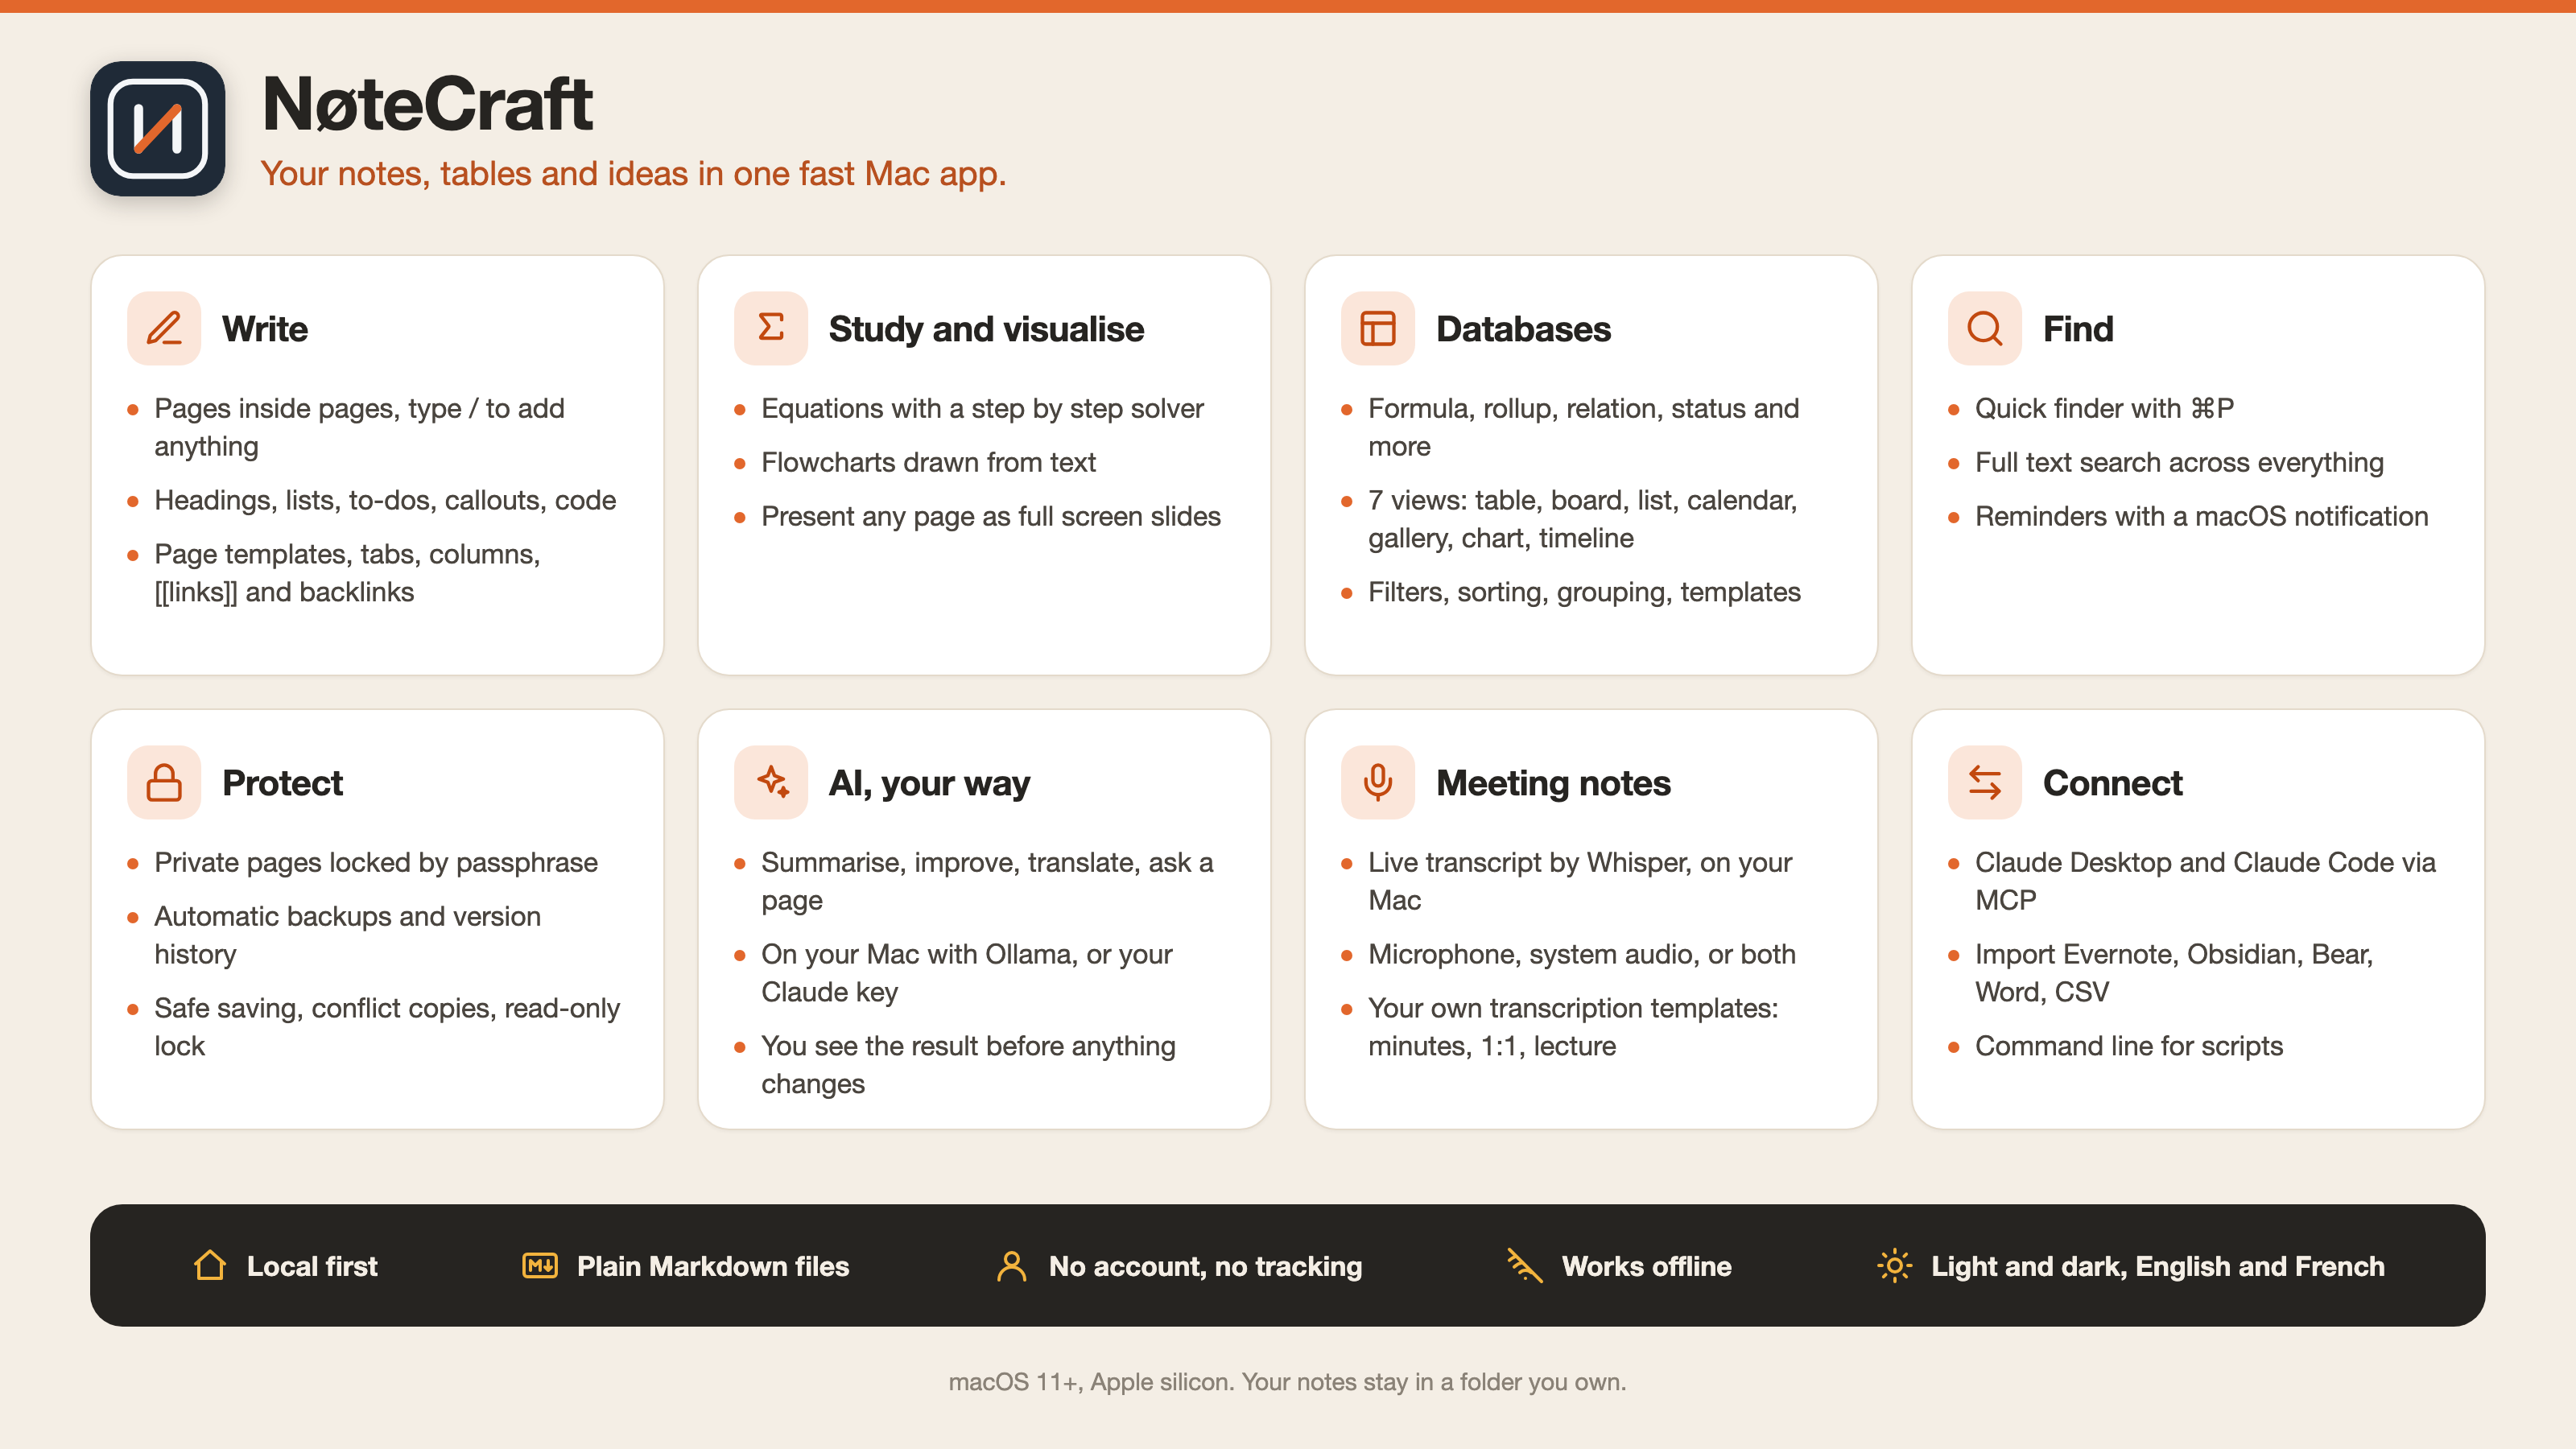 NøteCraft
Your notes, tables and ideas in one fast Mac app.
Write
Pages inside pages, type / to add
anything
Headings, lists, to-dos, callouts, code
Page templates, tabs, columns,
[[links]] and backlinks
Study and visualise
Equations with a step by step solver
Flowcharts drawn from text
Present any page as full screen slides
Databases
Formula, rollup, relation, status and
more
7 views: table, board, list, calendar,
gallery, chart, timeline
Filters, sorting, grouping, templates
Find
Quick finder with ⌘P
Full text search across everything
Reminders with a macOS notification
Protect
Private pages locked by passphrase
Automatic backups and version
history
Safe saving, conflict copies, read-only
lock
AI, your way
Summarise, improve, translate, ask a
page
On your Mac with Ollama, or your
Claude key
You see the result before anything
changes
Meeting notes
Live transcript by Whisper, on your
Mac
Microphone, system audio, or both
Your own transcription templates:
minutes, 1:1, lecture
Connect
Claude Desktop and Claude Code via
MCP
Import Evernote, Obsidian, Bear,
Word, CSV
Command line for scripts
Local first
Plain Markdown files
No account, no tracking
Works offline
Light and dark, English and French
macOS 11+, Apple silicon. Your notes stay in a folder you own.